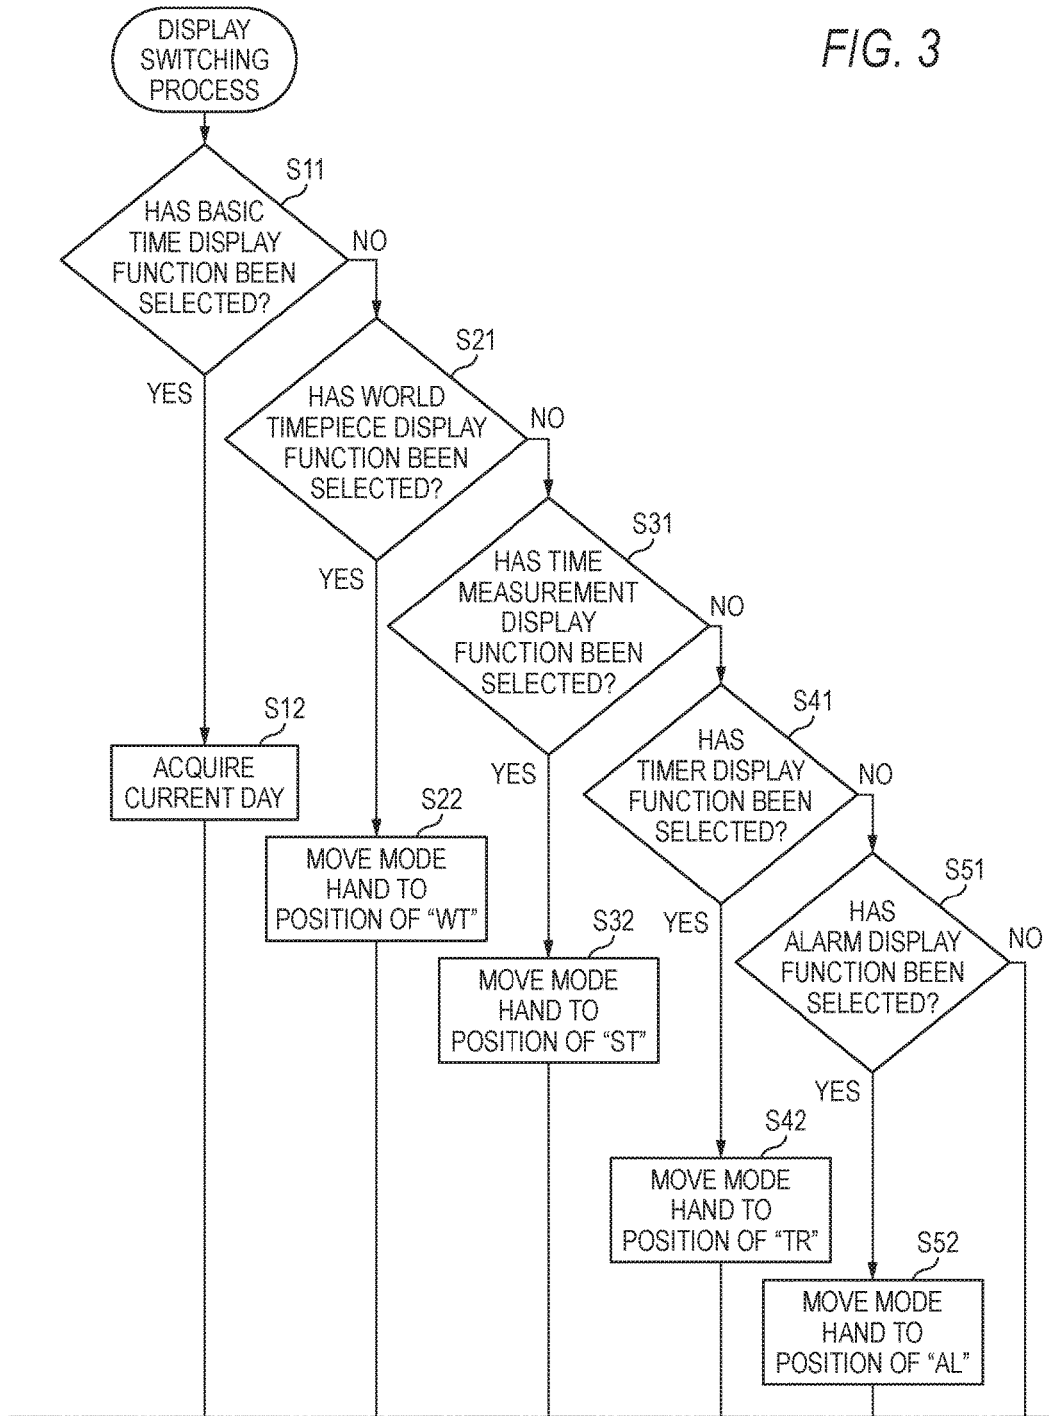 DISPLAY
SWITCHING
PROCESS
FIG. 3
S11
HAS BASIC
TIME DISPLAY
FUNCTION BEEN
SELECTED?
NO
YES
S21
HAS WORLD
TIMEPIECE DISPLAY
FUNCTION BEEN
SELECTED?
NO
YES
S31
HAS TIME
MEASUREMENT
DISPLAY
FUNCTION BEEN
SELECTED?
NO
YES
S41
HAS
TIMER DISPLAY
FUNCTION BEEN
SELECTED?
NO
YES
S51
HAS
ALARM DISPLAY
FUNCTION BEEN
SELECTED?
NO
YES
S12
ACQUIRE
CURRENT DAY
S22
MOVE MODE
HAND TO
POSITION OF “WT”
S32
MOVE MODE
HAND TO
POSITION OF “ST”
S42
MOVE MODE
HAND TO
POSITION OF “TR”
S52
MOVE MODE
HAND TO
POSITION OF “AL”